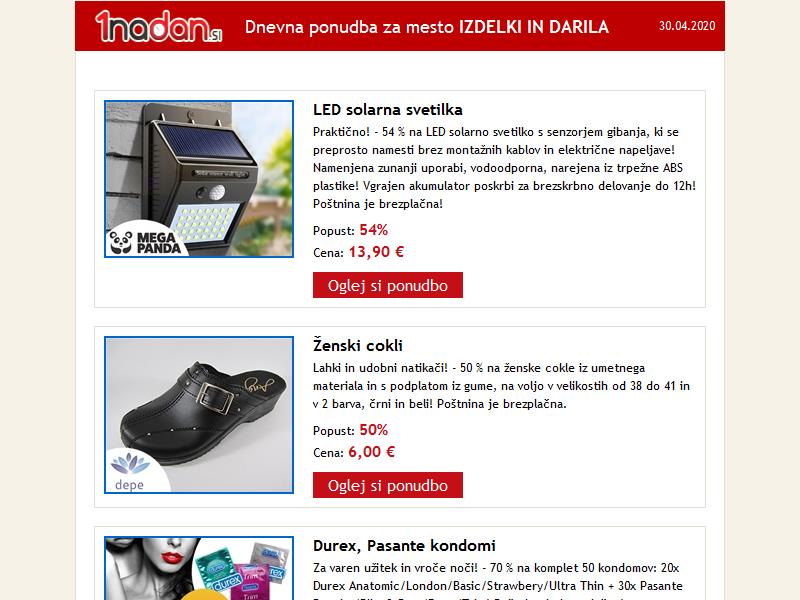 1nadan.si
Dnevna ponudba za mesto IZDELKI IN DARILA
30.04.2020
LED solarna svetilka
Praktično! - 54 % na LED solarno svetilko s senzorjem gibanja, ki se
preprosto namesti brez montažnih kablov in električne napeljave!
Namenjena zunanji uporabi, vodoodporna, narejena iz trpežne ABS
plastike! Vgrajen akumulator poskrbi za brezskrbno delovanje do 12h!
Poštnina je brezplačna!
Popust: 54%
Cena: 13,90 €
Oglej si ponudbo
MEGA
PANDA
Ženski cokli
Lahki in udobni natikači! - 50 % na ženske cokle iz umetnega
materiala in s podplatom iz gume, na voljo v velikostih od 38 do 41 in
v 2 barva, črni in beli! Poštnina je brezplačna.
Popust: 50%
Cena: 6,00 €
Oglej si ponudbo
depe
Durex, Pasante kondomi
Za varen užitek in vroče noči! - 70 % na komplet 50 kondomov: 20x
Durex Anatomic/London/Basic/Strawbery/Ultra Thin + 30x Pasante
durex
Trim